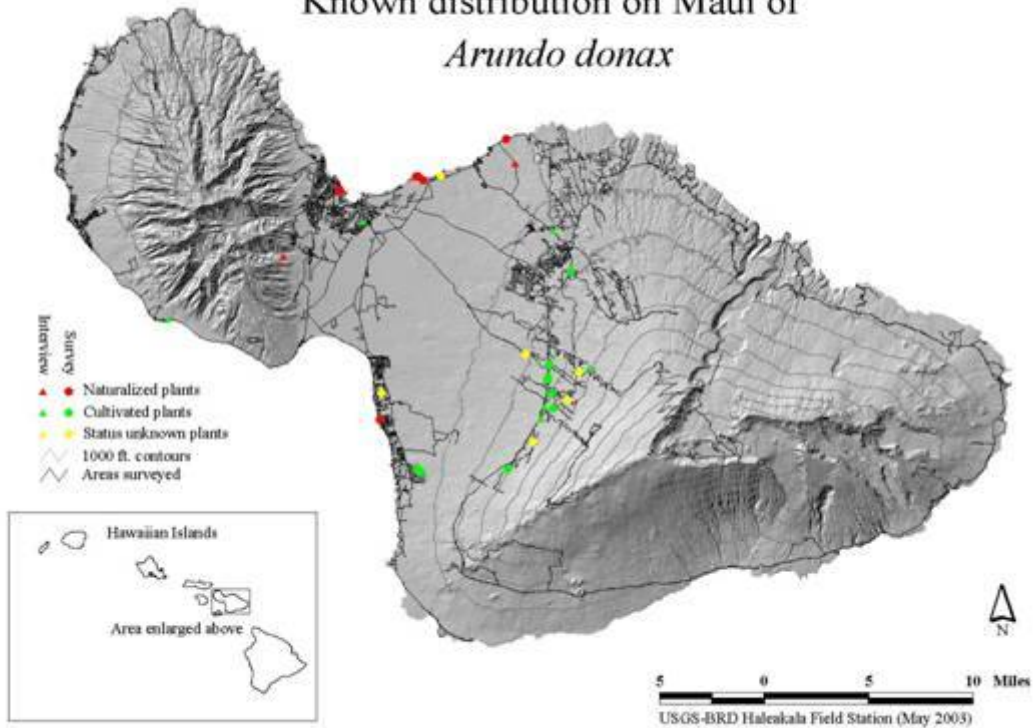 Known distribution on Maui of
Arundo donax
Interview
Survey
Naturalized plants
Cultivated plants
Status unknown plants
1000 ft. contours
Areas surveyed
Hawaiian Islands
Area enlarged above
N
5 0 5 10 Miles
USGS-BRD Haleakala Field Station (May 2003)